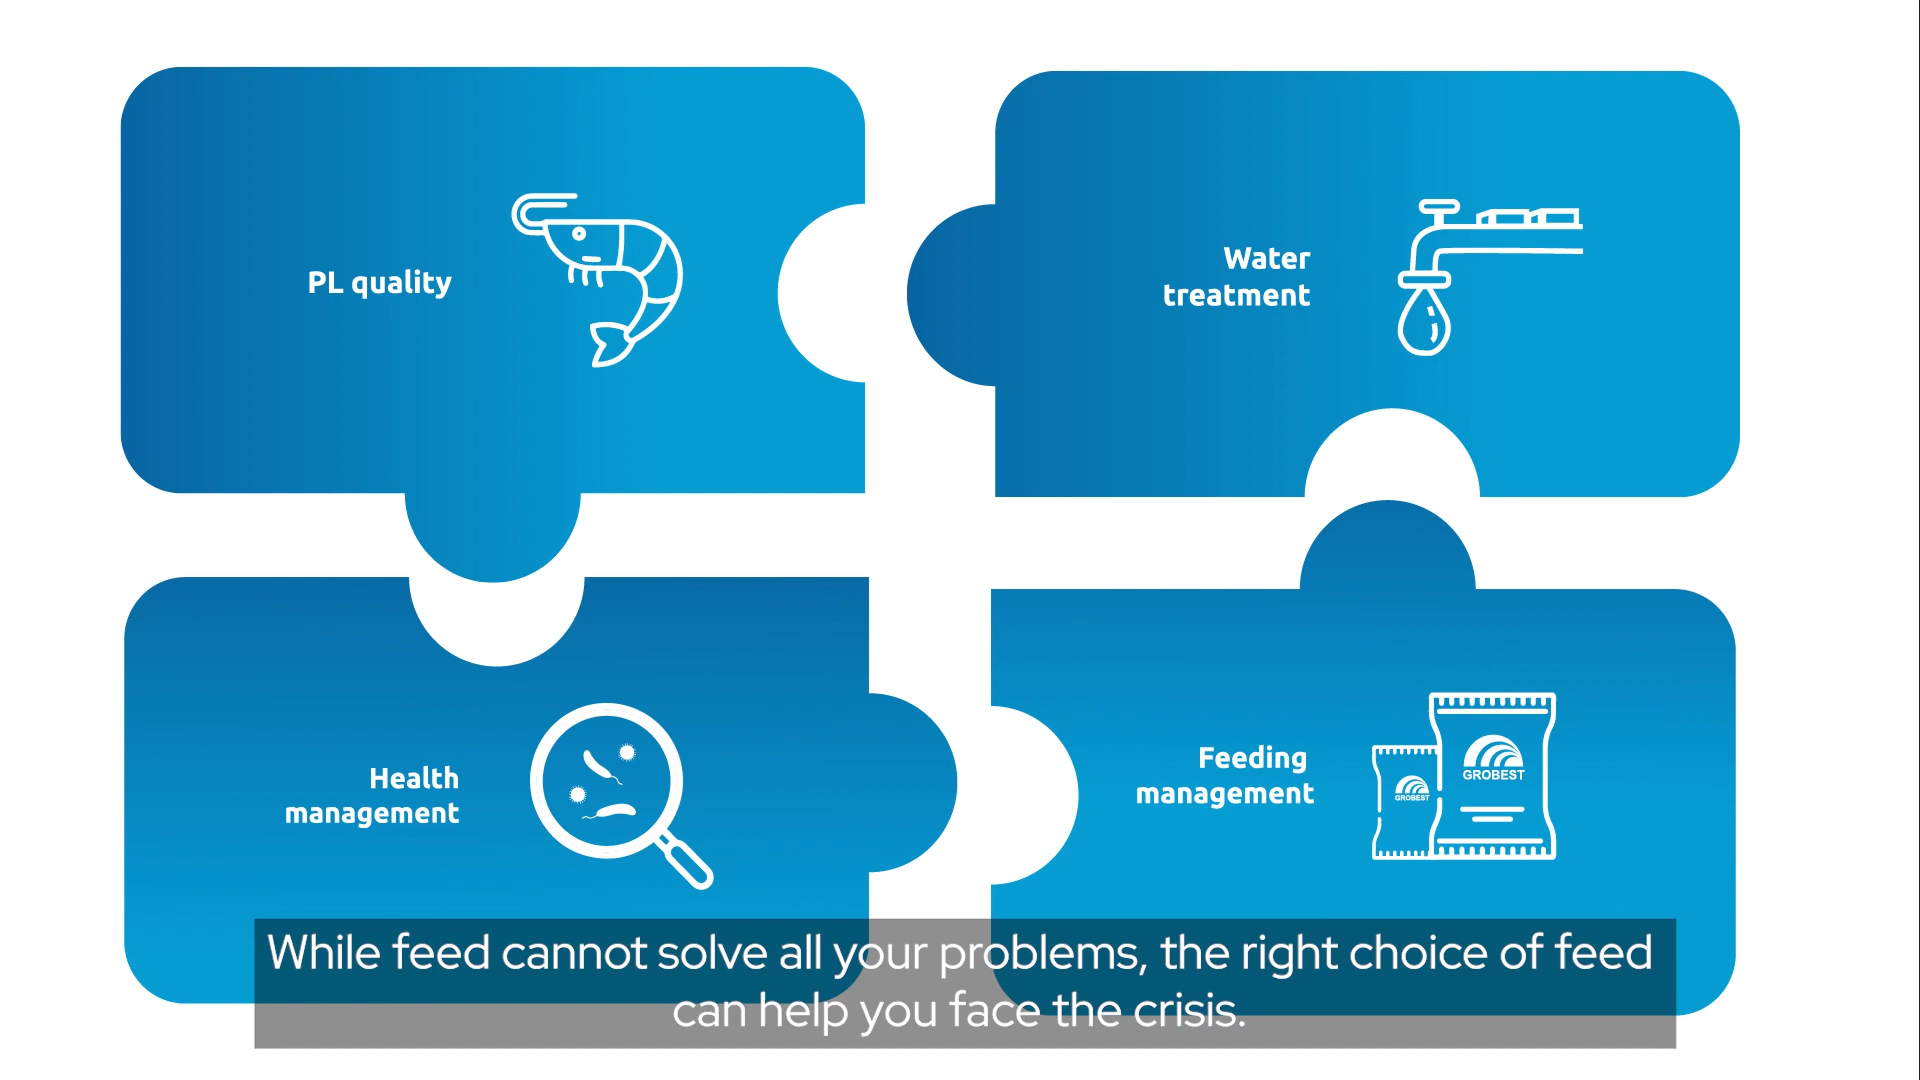 PL quality
Water
treatment
Health
management
Feeding
management
GROBEST
GROBEST
While feed cannot solve all your problems, the right choice of feed
can help you face the crisis.